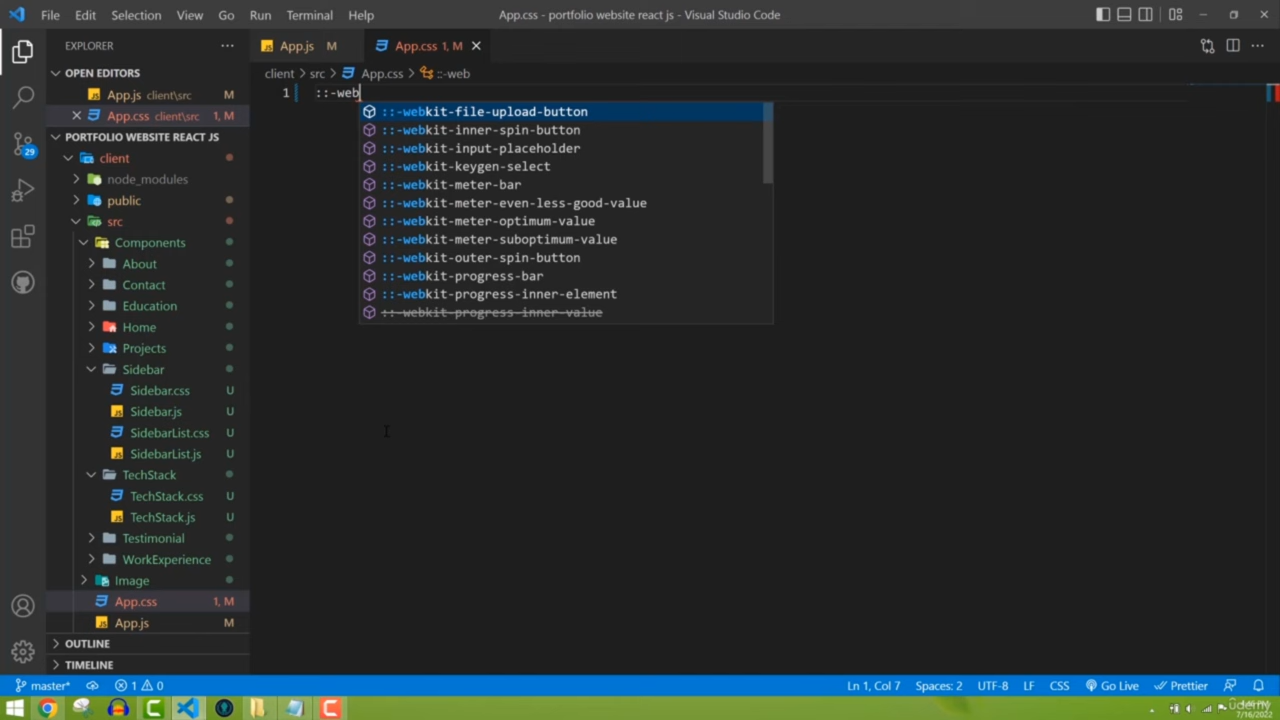 File Edit Selection View Go Run Terminal Help
App.css - portfolio website react js - Visual Studio Code
EXPLORER
OPEN EDITORS
App.js client\src M
App.css client\src 1, M
PORTFOLIO WEBSITE REACT JS
client
node_modules
public
src
Components
About
Contact
Education
Home
Projects
Sidebar
Sidebar.css U
Sidebar.js U
SidebarList.css U
SidebarList.js U
TechStack
TechStack.css U
TechStack.js U
Testimonial
WorkExperience
Image
App.css 1, M
App.js M
OUTLINE
TIMELINE
29
App.js M
App.css 1, M
client > src > App.css > ::-web
1 ::-web
::-webkit-file-upload-button
::-webkit-inner-spin-button
::-webkit-input-placeholder
::-webkit-keygen-select
::-webkit-meter-bar
::-webkit-meter-even-less-good-value
::-webkit-meter-optimum-value
::-webkit-meter-suboptimum-value
::-webkit-outer-spin-button
::-webkit-progress-bar
::-webkit-progress-inner-element
::-webkit-progress-inner-value
master* 1 0
Ln 1, Col 7 Spaces: 2 UTF-8 LF CSS Go Live Prettier
udemy
7/16/2022